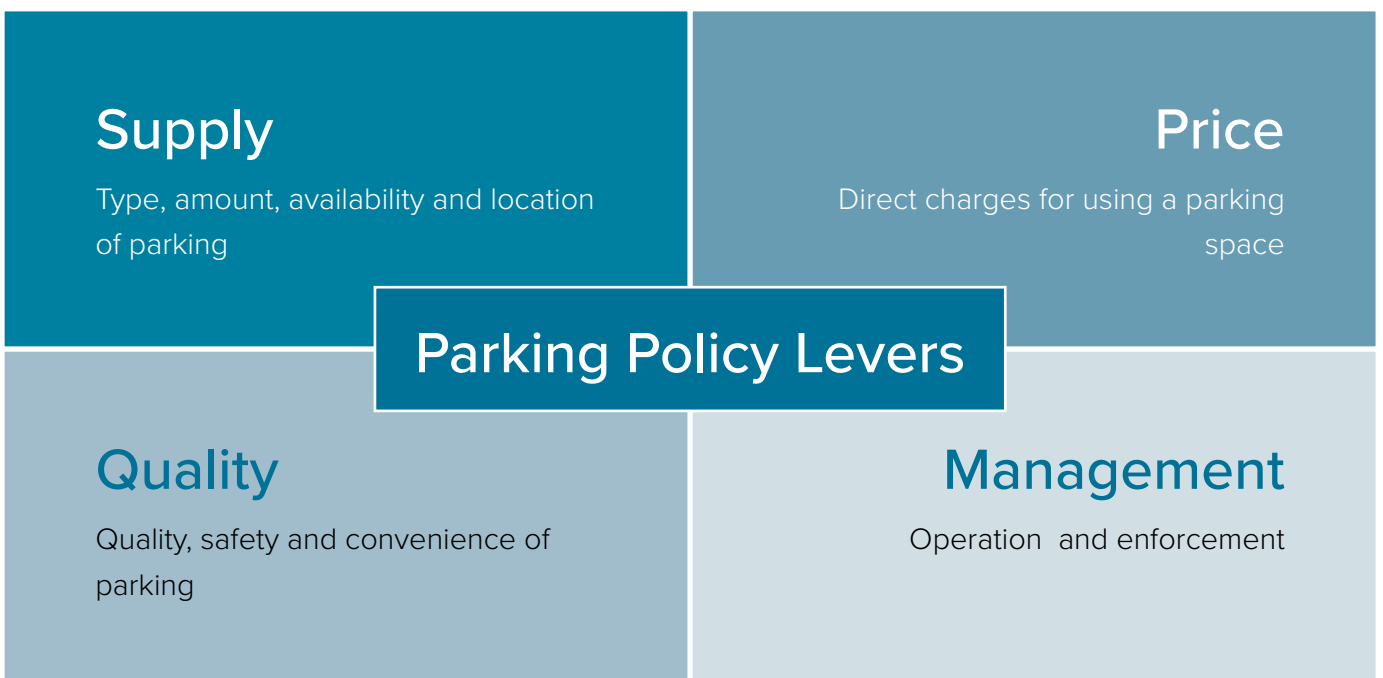 Supply
Type, amount, availability and location
of parking
Price
Direct charges for using a parking
space
Parking Policy Levers
Quality
Quality, safety and convenience of
parking
Management
Operation  and enforcement